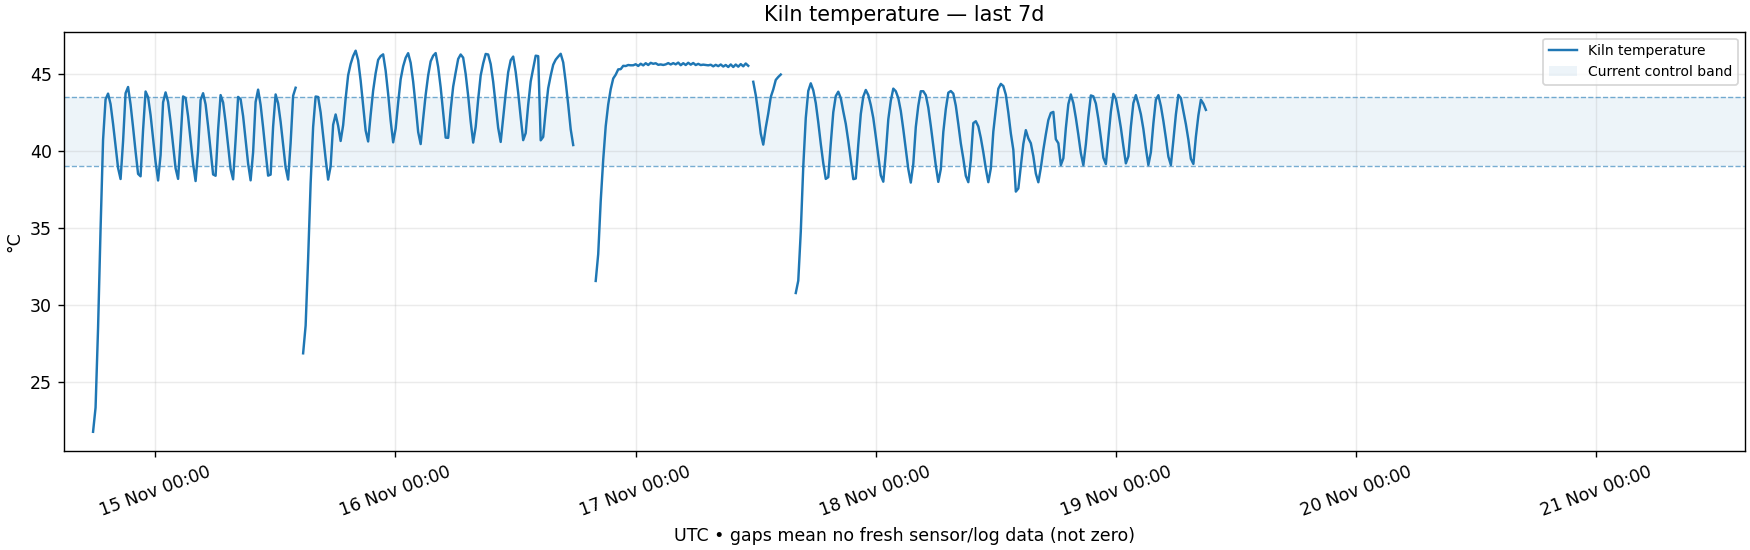 Kiln temperature — last 7d
Kiln temperature
Current control band
45
40
35
30
25
°C
15 Nov 00:00
16 Nov 00:00
17 Nov 00:00
18 Nov 00:00
19 Nov 00:00
20 Nov 00:00
21 Nov 00:00
UTC • gaps mean no fresh sensor/log data (not zero)